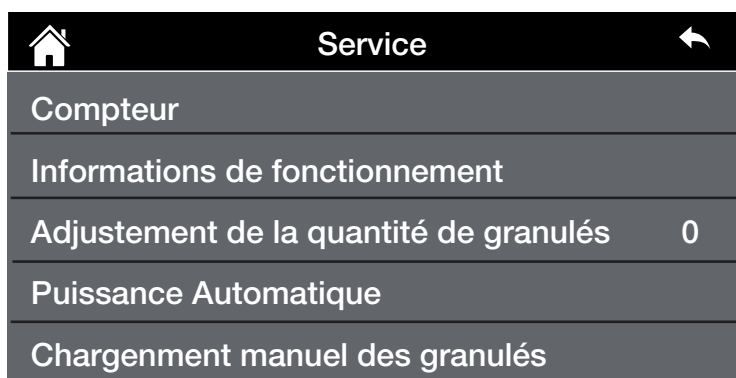 Service
Compteur
Informations de fonctionnement
Adjustement de la quantité de granulés 0
Puissance Automatique
Chargenment manuel des granulés